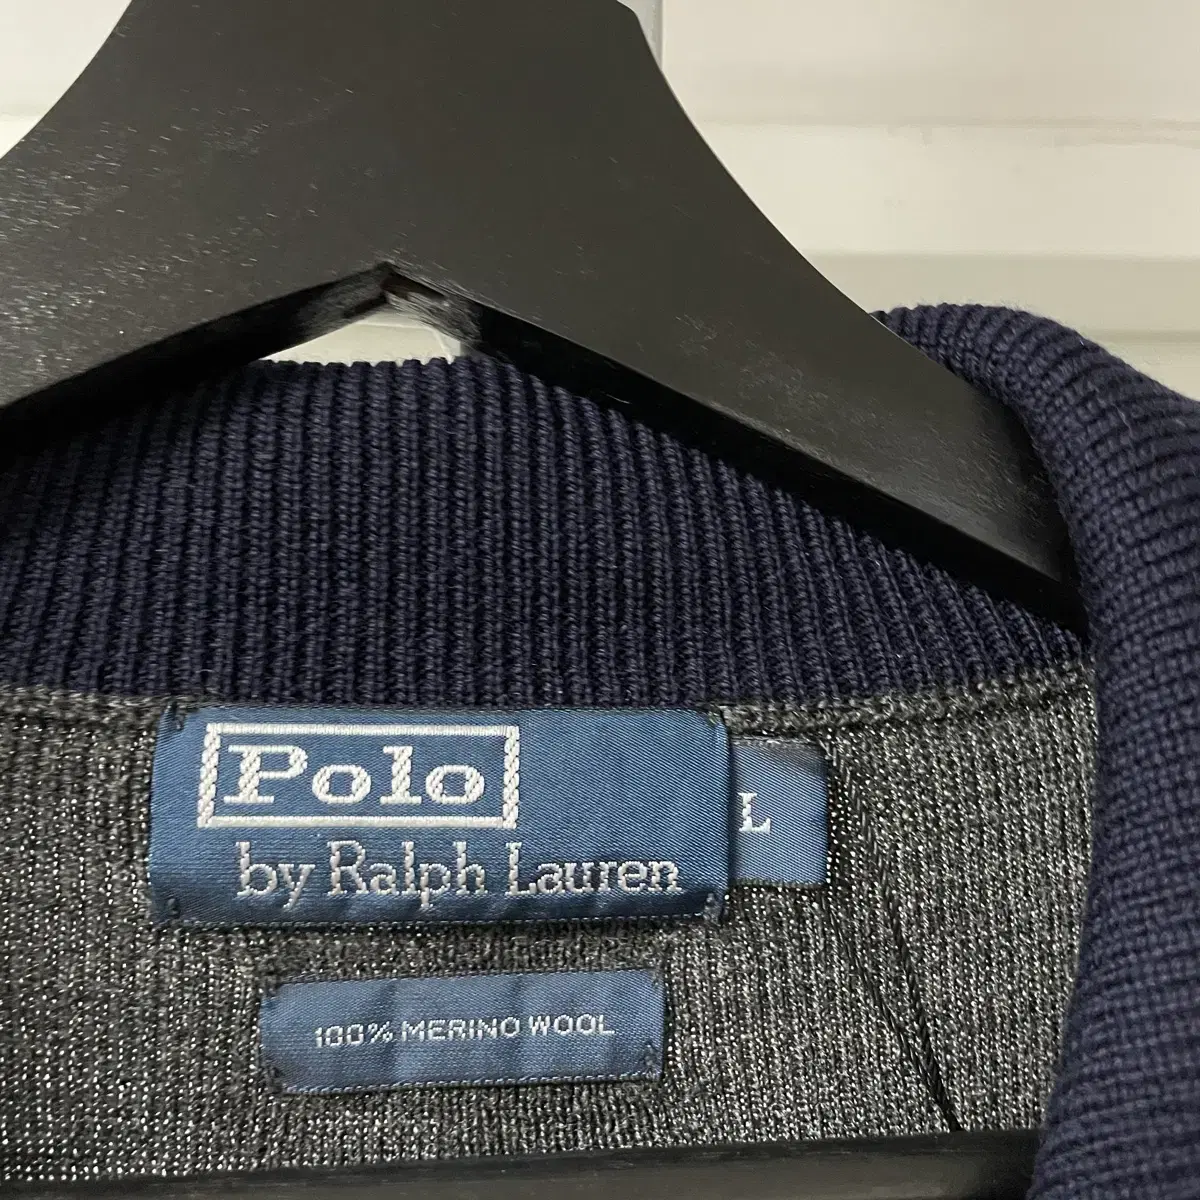 Polo
by Ralph Lauren
L
100% MERINO WOOL